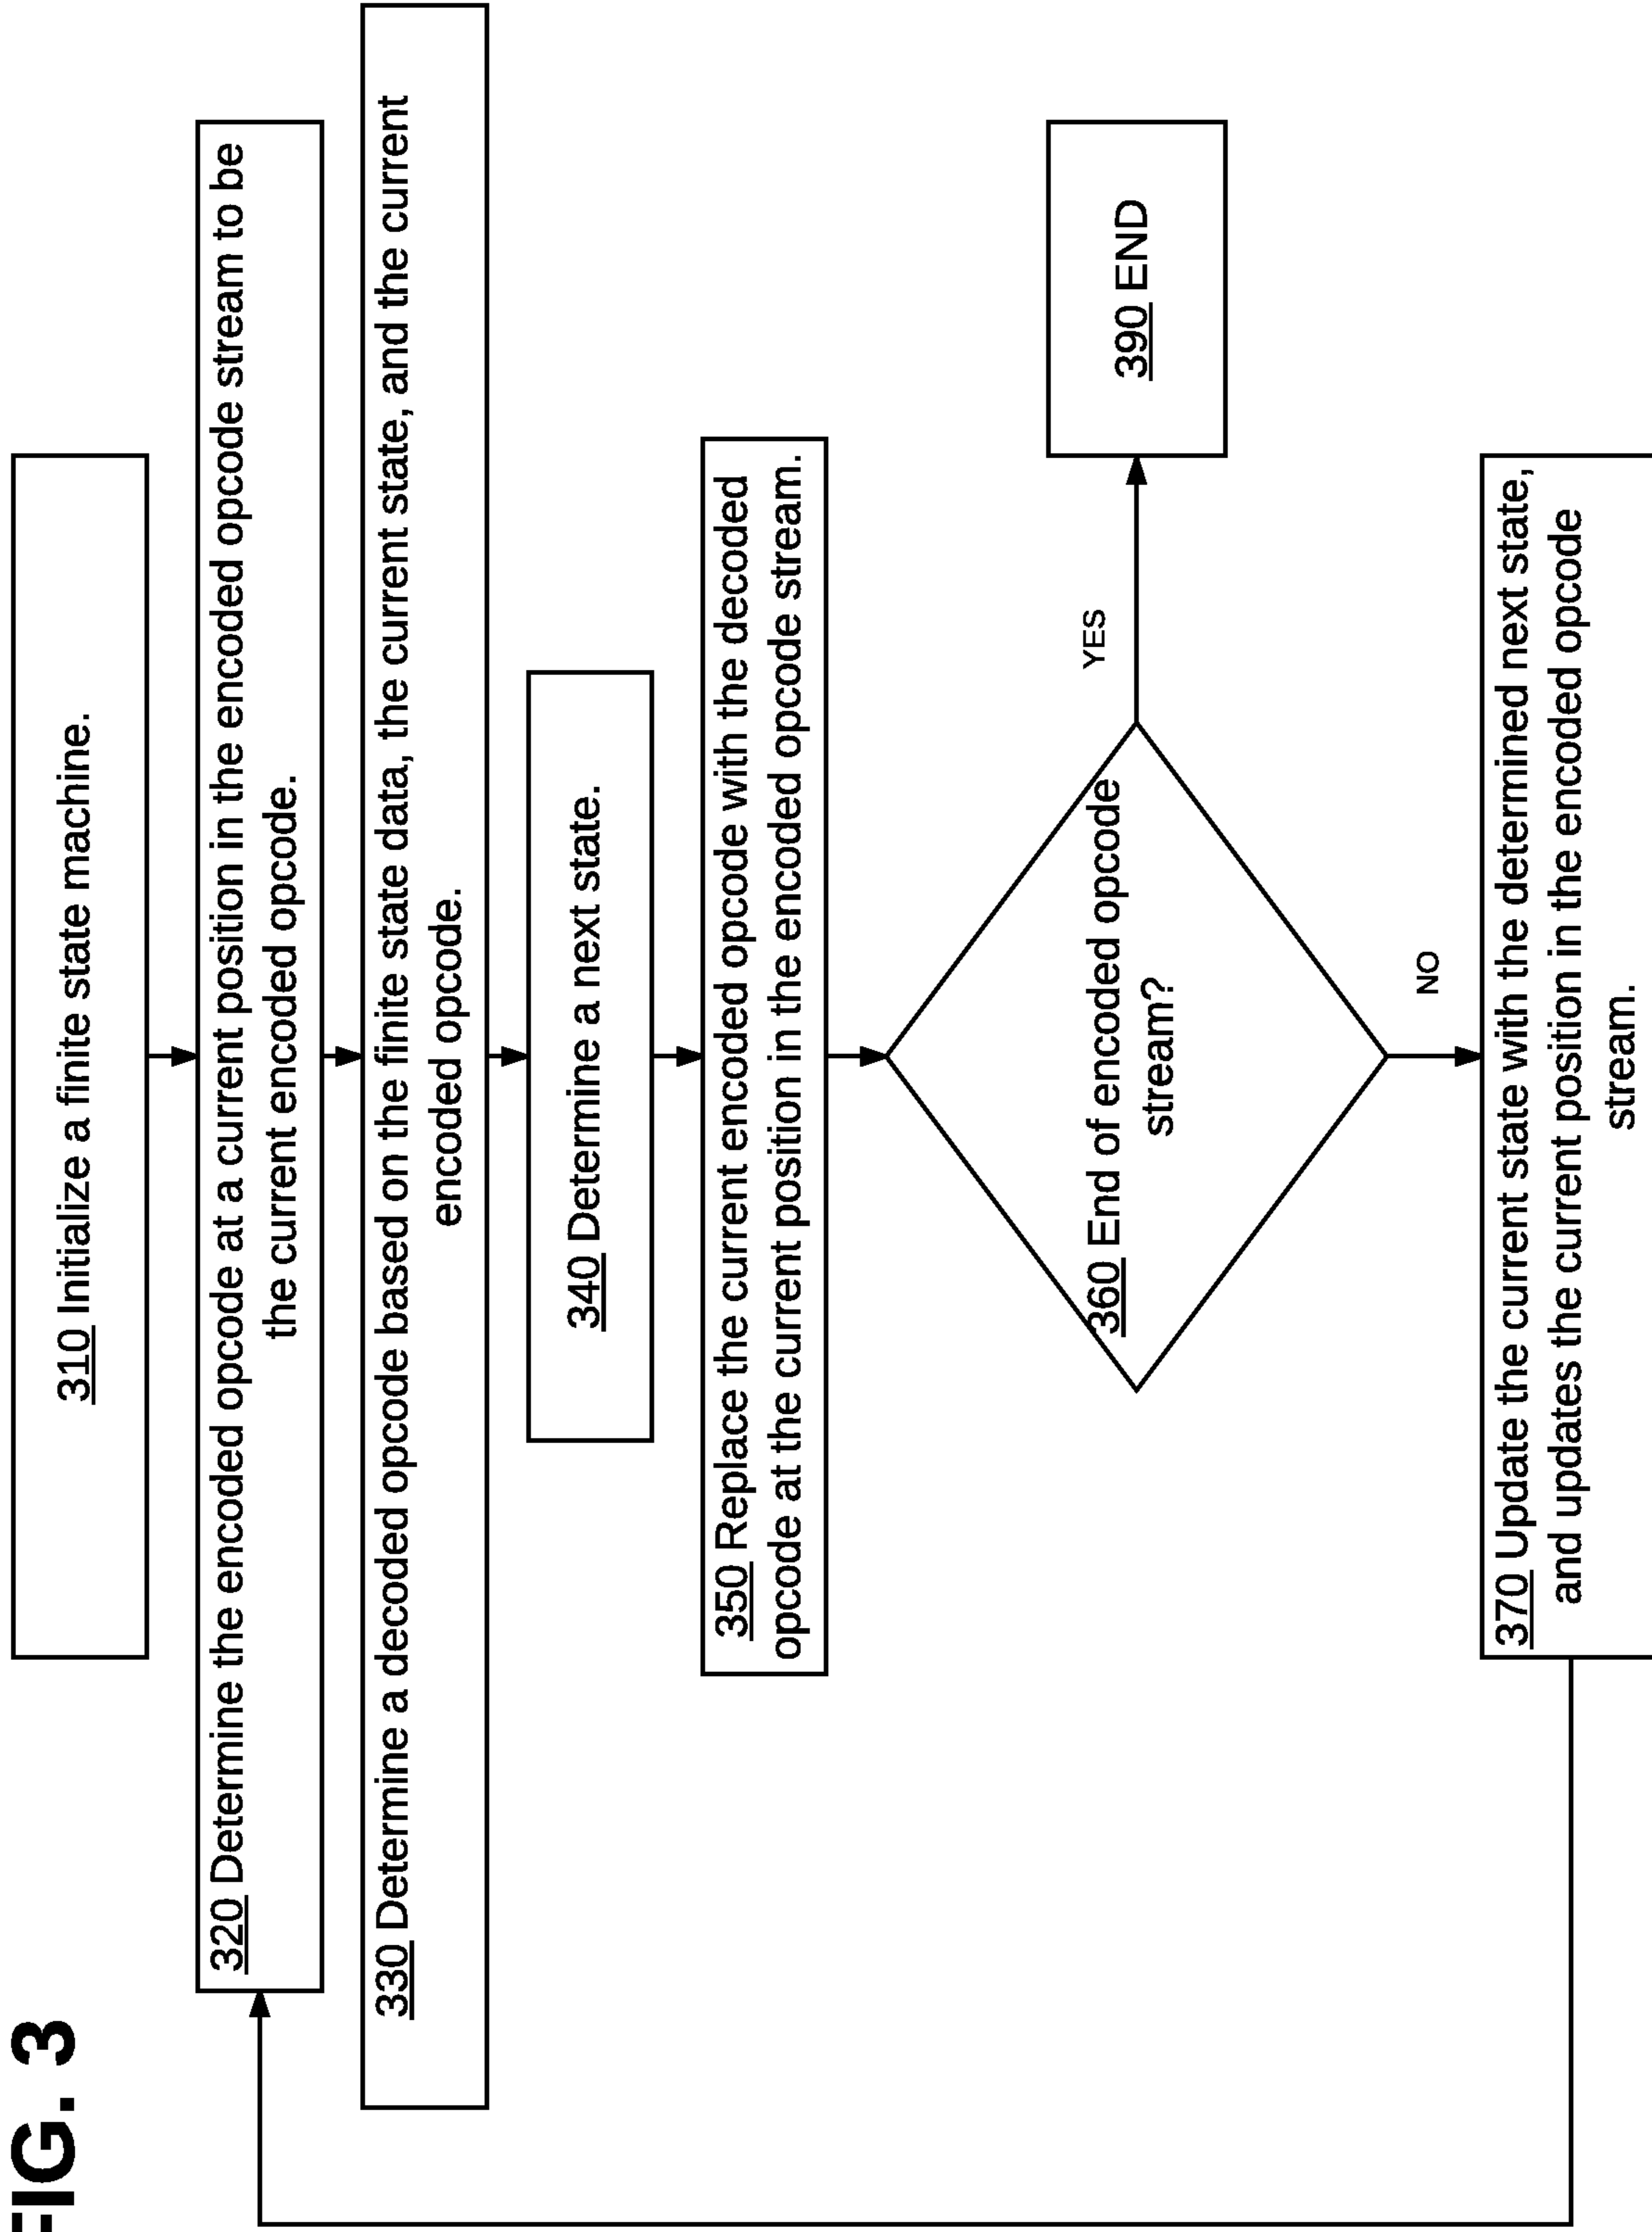 FIG. 3
310 Initialize a finite state machine.
320 Determine the encoded opcode at a current position in the encoded opcode stream to be
the current encoded opcode.
330 Determine a decoded opcode based on the finite state data, the current state, and the current
encoded opcode.
340 Determine a next state.
350 Replace the current encoded opcode with the decoded
opcode at the current position in the encoded opcode stream.
360 End of encoded opcode
stream?
YES
390 END
NO
370 Update the current state with the determined next state,
and updates the current position in the encoded opcode
stream.